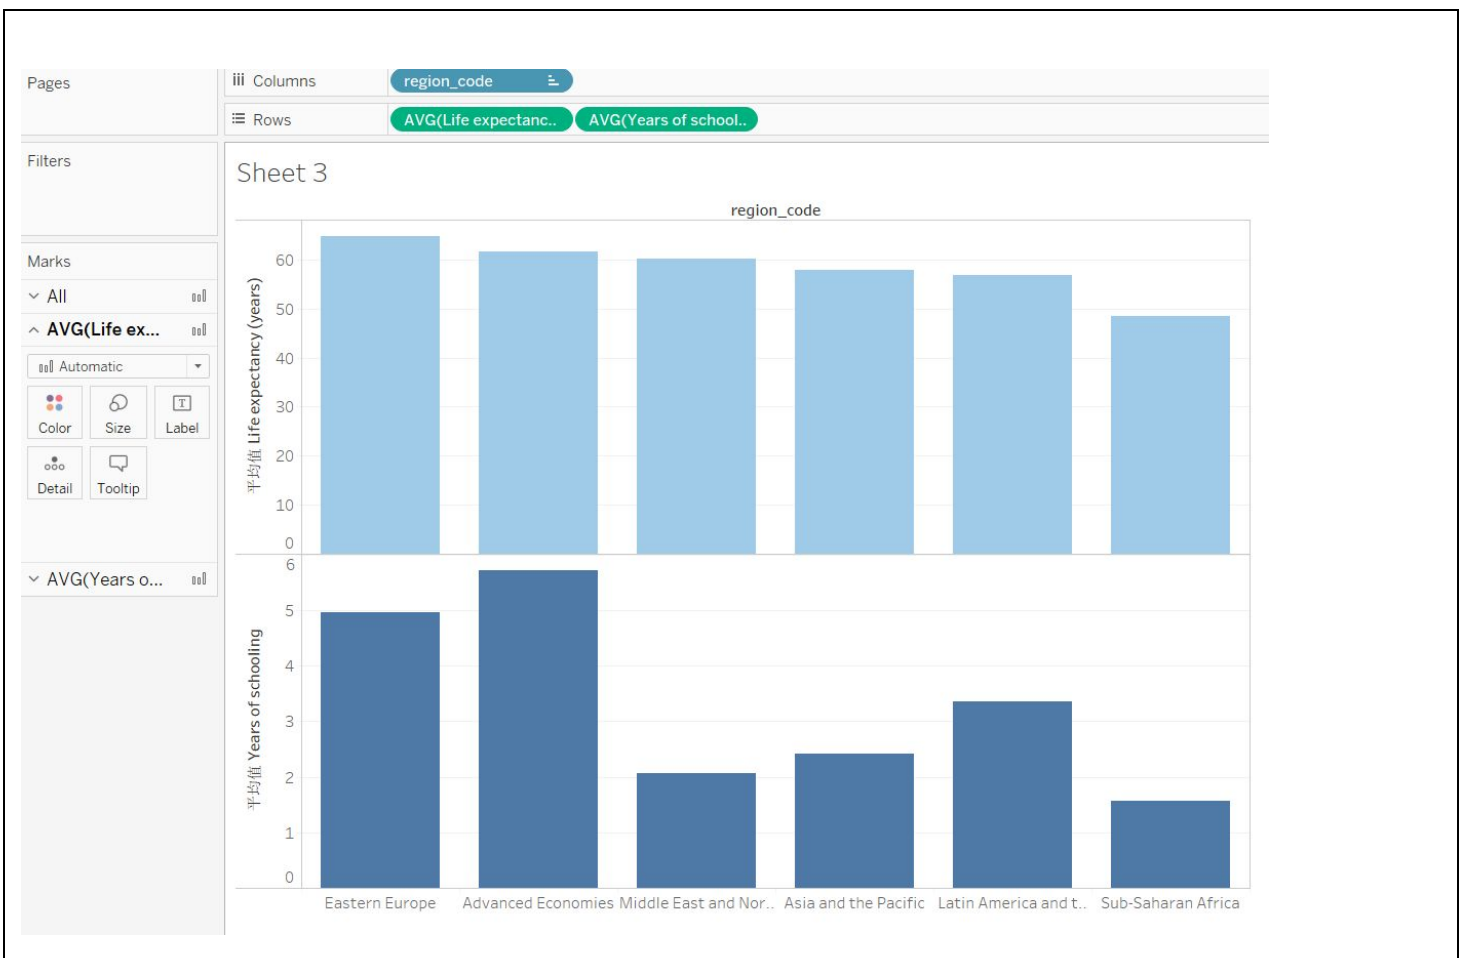 Pages
Columns
region_code
Rows
AVG(Life expectanc..
AVG(Years of school..
Filters
Sheet 3
region_code
Marks
All
AVG(Life ex...
Automatic
Color
Size
Label
Detail
Tooltip
AVG(Years o...
平均值 Life expectancy (years)
60
50
40
30
20
10
0
平均值 Years of schooling
6
5
4
3
2
1
0
Eastern Europe
Advanced Economies
Middle East and Nor..
Asia and the Pacific
Latin America and t..
Sub-Saharan Africa